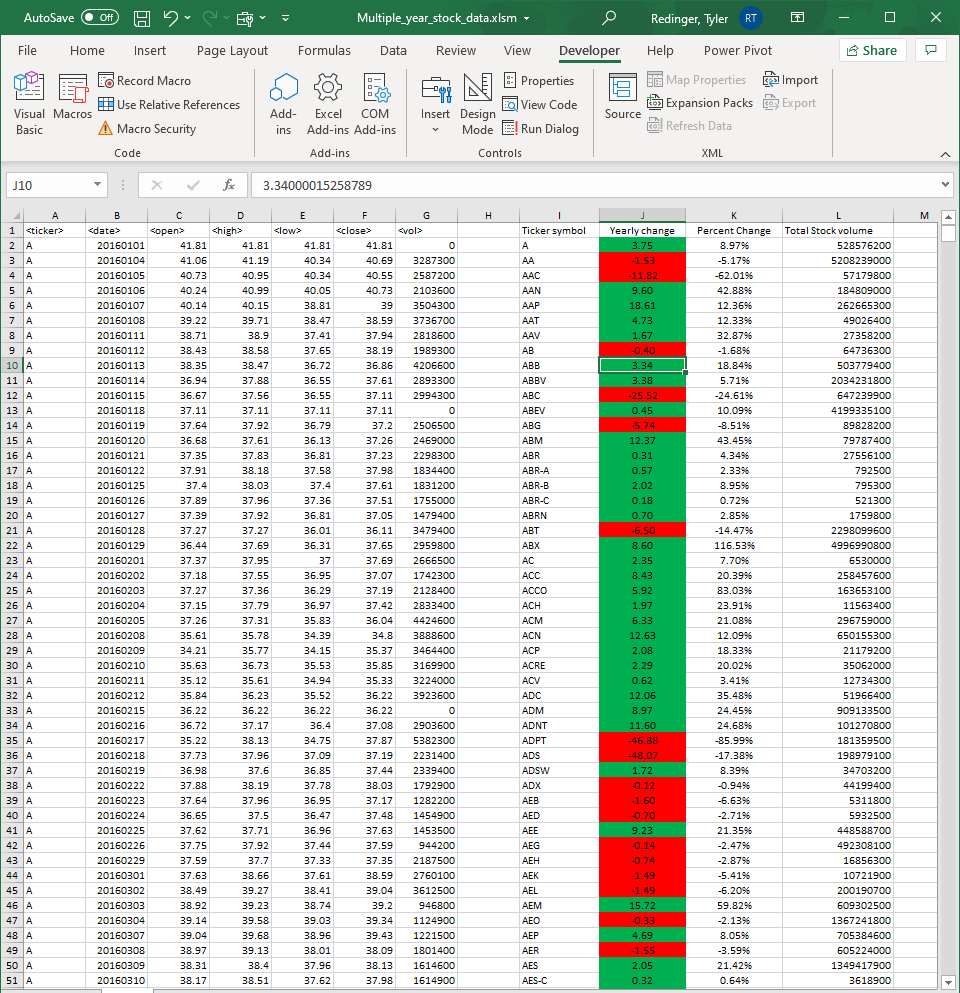 AutoSave Off Multiple_year_stock_data.xlsm Redinger, Tyler RT
File Home Insert Page Layout Formulas Data Review View Developer Help Power Pivot Share
Visual Basic
Macros
Record Macro
Use Relative References
Macro Security
Code
Add-ins
Excel Add-ins
COM Add-ins
Add-ins
Insert
Design Mode
Properties
View Code
Run Dialog
Controls
Source
Map Properties
Expansion Packs
Refresh Data
Import
Export
XML
J10 fx 3.34000015258789
A B C D E F G H I J K L M
1 <ticker> <date> <open> <high> <low> <close> <vol> Ticker symbol Yearly change Percent Change Total Stock volume
2 A 20160101 41.81 41.81 41.81 41.81 0 A 3.75 8.97% 528576200
3 A 20160104 41.06 41.19 40.34 40.69 3287300 AA -1.53 -5.17% 5208239000
4 A 20160105 40.73 40.95 40.34 40.55 2587200 AAC -11.82 -62.01% 57179800
5 A 20160106 40.24 40.99 40.05 40.73 2103600 AAN 9.60 42.88% 184809000
6 A 20160107 40.14 40.15 38.81 39 3504300 AAP 18.61 12.36% 262665300
7 A 20160108 39.22 39.71 38.47 38.59 3736700 AAT 4.73 12.33% 49026400
8 A 20160111 38.71 38.9 37.41 37.94 2818600 AAV 1.67 32.87% 27358200
9 A 20160112 38.43 38.58 37.65 38.19 1989300 AB -0.40 -1.68% 64736300
10 A 20160113 38.35 38.47 36.72 36.86 4206600 ABB 3.34 18.84% 503779400
11 A 20160114 36.94 37.88 36.55 37.61 2893300 ABBV 3.38 5.71% 2034231800
12 A 20160115 36.67 37.56 36.55 37.11 2994300 ABC -25.52 -24.61% 647239900
13 A 20160118 37.11 37.11 37.11 37.11 0 ABEV 0.45 10.09% 4199335100
14 A 20160119 37.64 37.92 36.79 37.2 2506500 ABG -5.74 -8.51% 89828200
15 A 20160120 36.68 37.61 36.13 37.26 2469000 ABM 12.37 43.45% 79787400
16 A 20160121 37.35 37.83 36.81 37.23 2298300 ABR 0.31 4.34% 27556100
17 A 20160122 37.91 38.18 37.58 37.98 1834400 ABR-A 0.57 2.33% 792500
18 A 20160125 37.4 38.03 37.4 37.61 1831200 ABR-B 2.02 8.95% 795300
19 A 20160126 37.89 37.96 37.36 37.51 1755000 ABR-C 0.18 0.72% 521300
20 A 20160127 37.39 37.92 36.81 37.05 1479400 ABRN 0.70 2.85% 1759800
21 A 20160128 37.27 37.27 36.01 36.11 3479400 ABT -6.50 -14.47% 2298099600
22 A 20160129 36.44 37.69 36.31 37.65 2959800 ABX 8.60 116.53% 4996990800
23 A 20160201 37.37 37.95 37 37.69 2666500 AC 2.35 7.70% 6530000
24 A 20160202 37.18 37.55 36.95 37.07 1742300 ACC 8.43 20.39% 258457600
25 A 20160203 37.27 37.36 36.29 37.19 2128400 ACCO 5.92 83.03% 163653100
26 A 20160204 37.15 37.79 36.97 37.42 2833400 ACH 1.97 23.91% 11563400
27 A 20160205 37.26 37.31 35.83 36.04 4424600 ACM 6.33 21.08% 296759000
28 A 20160208 35.61 35.78 34.39 34.8 3888600 ACN 12.63 12.09% 650155300
29 A 20160209 34.21 35.77 34.15 35.37 3464400 ACP 2.08 18.33% 21179200
30 A 20160210 35.63 36.73 35.53 35.85 3169900 ACRE 2.29 20.02% 35062000
31 A 20160211 35.12 35.61 34.94 35.33 3224000 ACV 0.62 3.41% 12734300
32 A 20160212 35.84 36.23 35.52 36.22 3923600 ADC 12.06 35.48% 51966400
33 A 20160215 36.22 36.22 36.22 36.22 0 ADM 8.97 24.45% 909133500
34 A 20160216 36.72 37.17 36.4 37.08 2903600 ADNT 11.60 24.68% 101270800
35 A 20160217 35.22 38.13 34.75 37.87 5382300 ADPT -46.88 -85.99% 181359500
36 A 20160218 37.73 37.96 37.09 37.19 2231400 ADS -48.07 -17.38% 198979100
37 A 20160219 36.98 37.6 36.85 37.44 2339400 ADSW 1.72 8.39% 34703200
38 A 20160222 37.88 38.19 37.78 38.03 1792900 ADX -0.12 -0.94% 44199400
39 A 20160223 37.64 37.96 36.95 37.17 1282200 AEB -1.60 -6.63% 5311800
40 A 20160224 36.65 37.5 36.47 37.48 1454900 AED -0.70 -2.71% 5932500
41 A 20160225 37.62 37.71 36.96 37.63 1453500 AEE 9.23 21.35% 448588700
42 A 20160226 37.75 37.92 37.44 37.59 944200 AEG -0.14 -2.47% 492308100
43 A 20160229 37.59 37.7 37.33 37.35 2187500 AEH -0.74 -2.87% 16856300
44 A 20160301 37.63 38.66 37.61 38.59 2760100 AEK -1.49 -5.41% 10721900
45 A 20160302 38.49 39.27 38.41 39.04 3612500 AEL -1.49 -6.20% 200190700
46 A 20160303 38.92 39.23 38.74 39.2 946800 AEM 15.72 59.82% 609302500
47 A 20160304 39.14 39.58 39.03 39.34 1124900 AEO -0.33 -2.13% 1367241800
48 A 20160307 39.04 39.68 38.96 39.43 1221500 AEP 4.69 8.05% 705384600
49 A 20160308 38.97 39.13 38.01 38.09 1801400 AER -1.55 -3.59% 605224000
50 A 20160309 38.31 38.4 37.96 38.13 1614600 AES 2.05 21.42% 1349417900
51 A 20160310 38.17 38.51 37.62 37.98 1614900 AES-C 0.32 0.64% 3618900